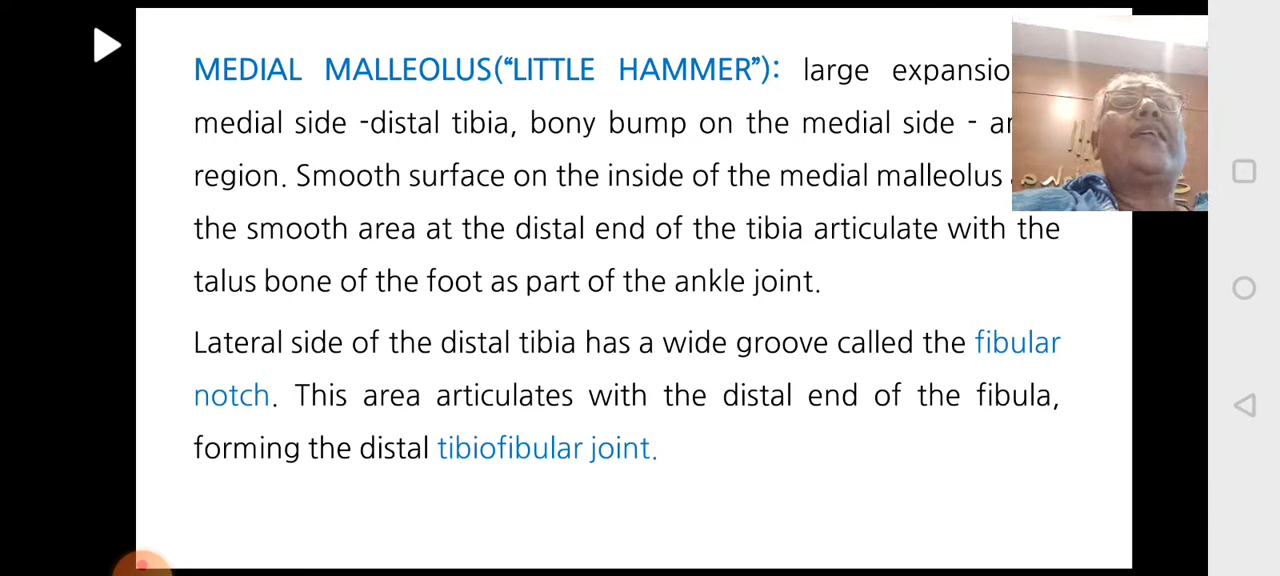 MEDIAL MALLEOLUS(“LITTLE HAMMER”): large
medial side -distal tibia, bony bump on the medial side -
region. Smooth surface on the inside of the medial malleolus
the smooth area at the distal end of the tibia articulate with the
talus bone of the foot as part of the ankle joint.
Lateral side of the distal tibia has a wide groove called the fibular
notch. This area articulates with the distal end of the fibula,
forming the distal tibiofibular joint.